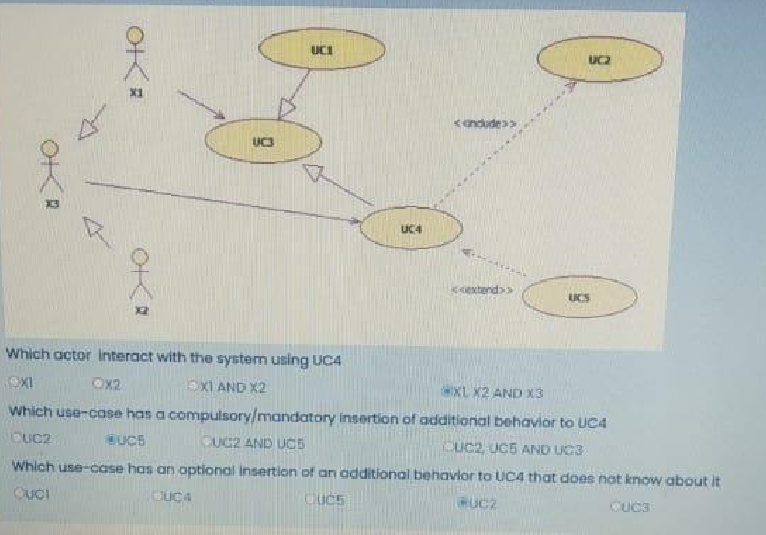 UC1
UC2
X1
<<include>>
UC3
X3
UC4
<<extend>>
UC5
X2
Which actor interact with the system using UC4
X1 X2 X1 AND X2 X1, X2 AND X3
Which use-case has a compulsory/mandatory insertion of additional behavior to UC4
UC2 UC5 UC2 AND UC5 UC2, UC5 AND UC3
Which use-case has an optional insertion of an additional behavior to UC4 that does not know about it
UC1 UC4 UC5 UC2 UC3